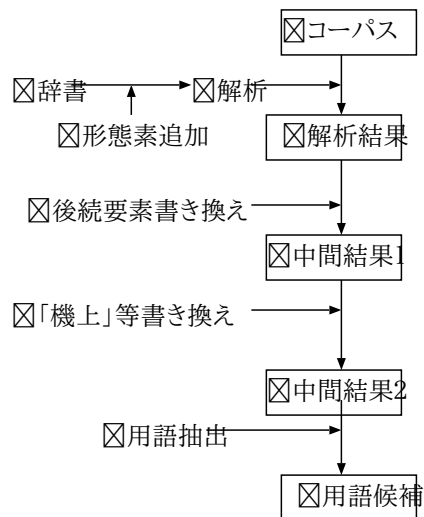 コーパス
辞書
解析
形態素追加
解析結果
後続要素書き換え
中間結果1
「機上」等書き換え
中間結果2
用語抽出
用語候補